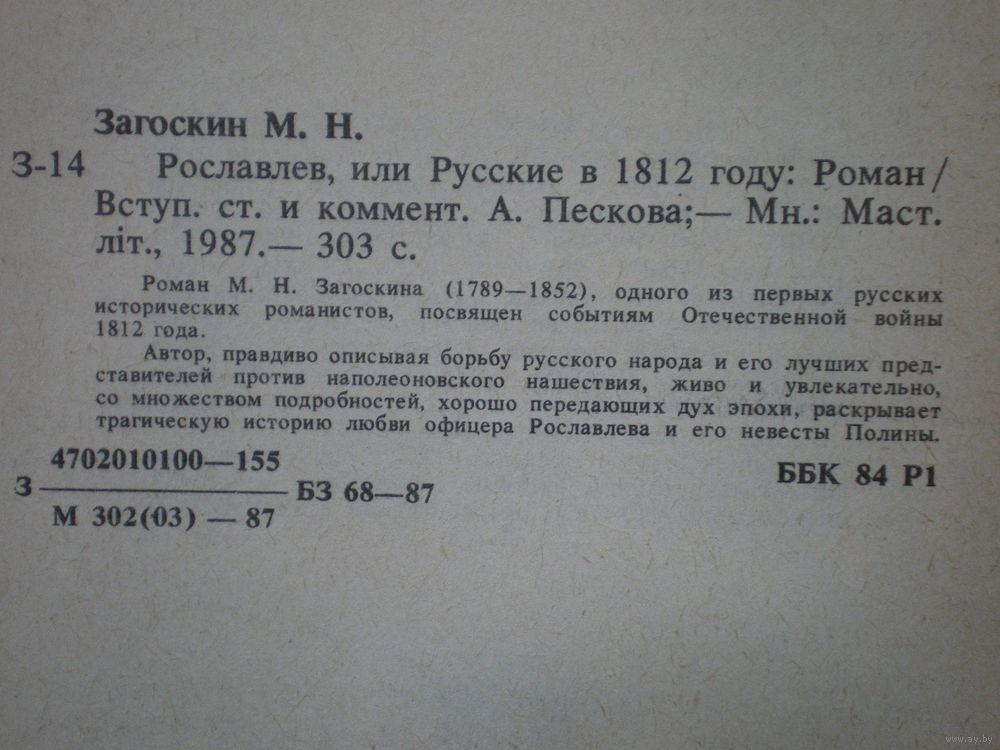 Загоскин М. Н.
З-14 Рославлев, или Русские в 1812 году: Роман/
Вступ. ст. и коммент. А. Пескова;— Мн.: Маст.
літ., 1987.— 303 с.
Роман М. Н. Загоскина (1789—1852), одного из первых русских
исторических романистов, посвящен событиям Отечественной войны
1812 года.
Автор, правдиво описывая борьбу русского народа и его лучших пред-
ставителей против наполеоновского нашествия, живо и увлекательно,
со множеством подробностей, хорошо передающих дух эпохи, раскрывает
трагическую историю любви офицера Рославлева и его невесты Полины.
4702010100—155
З БЗ 68—87
М 302(03) — 87
ББК 84 Р1
www.ay.by